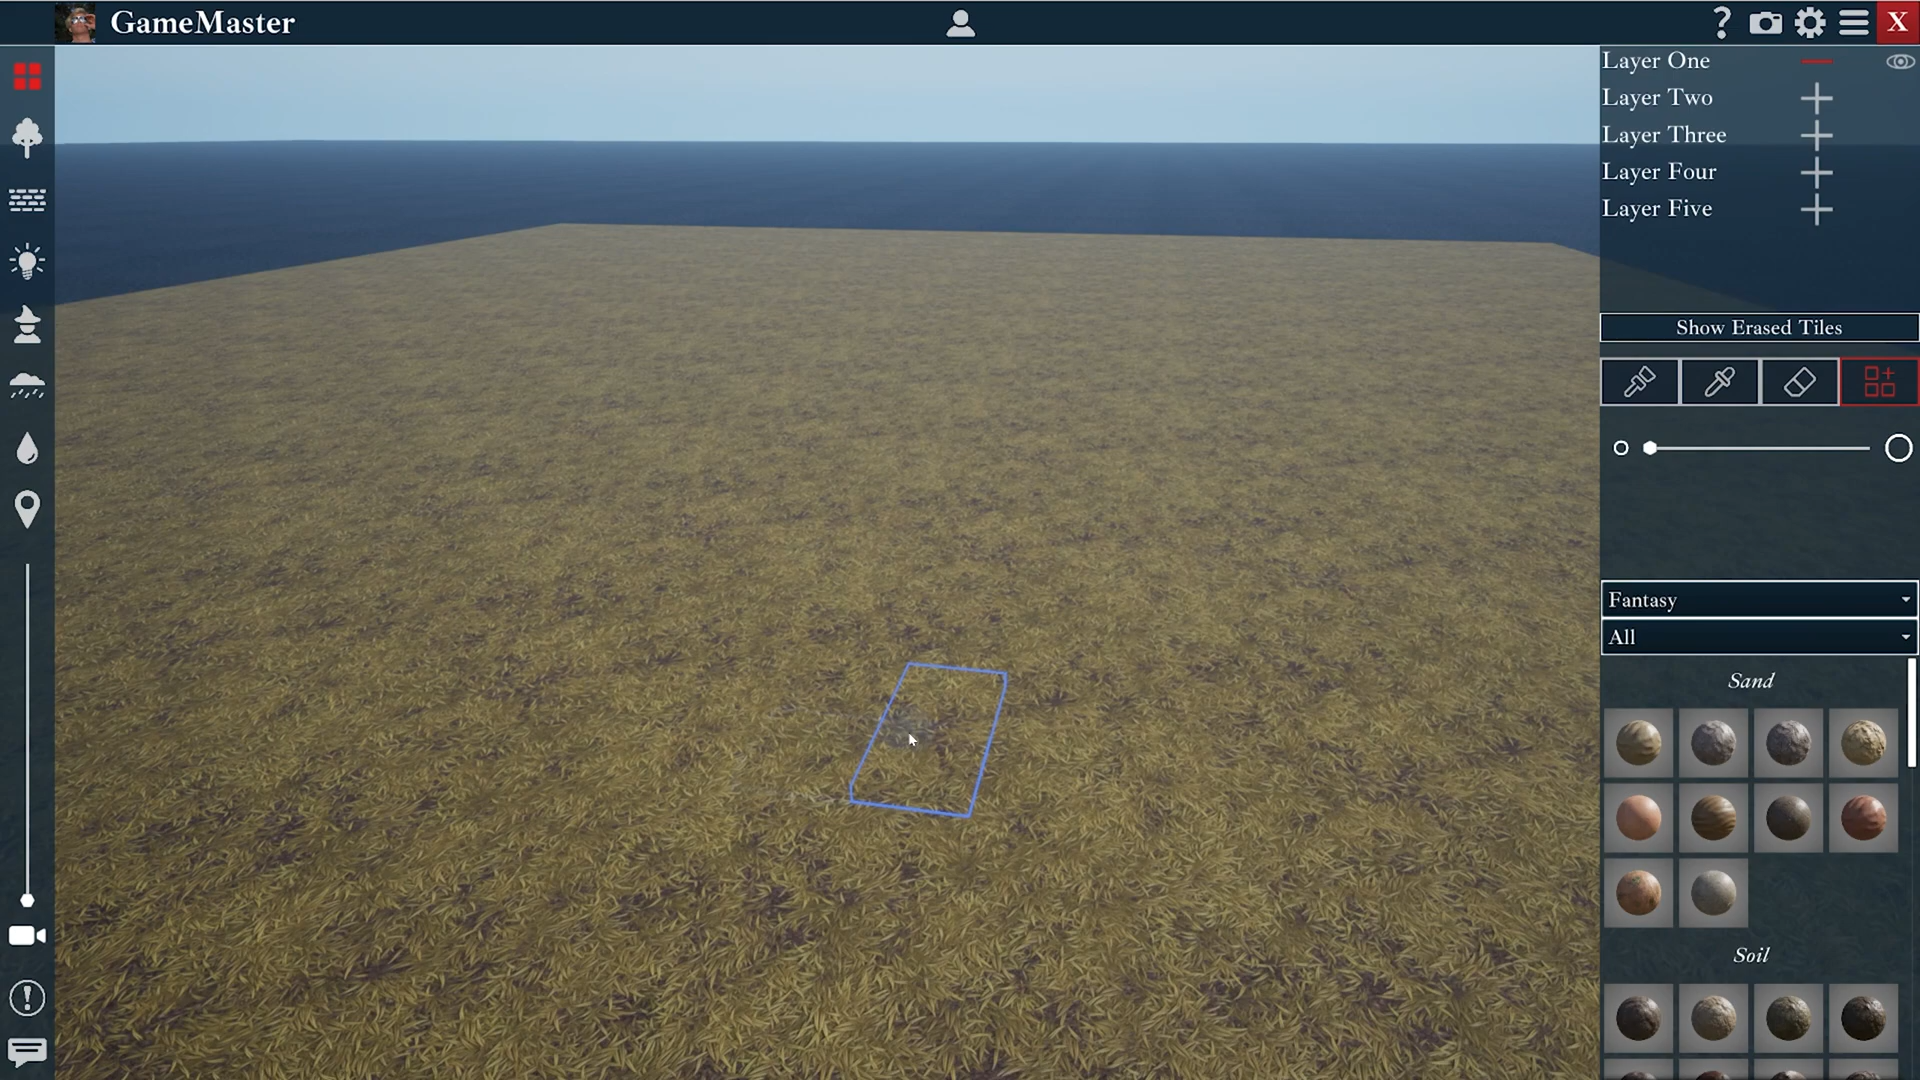 GameMaster
?
X
Layer One
Layer Two
Layer Three
Layer Four
Layer Five
Show Erased Tiles
Fantasy
All
Sand
Soil